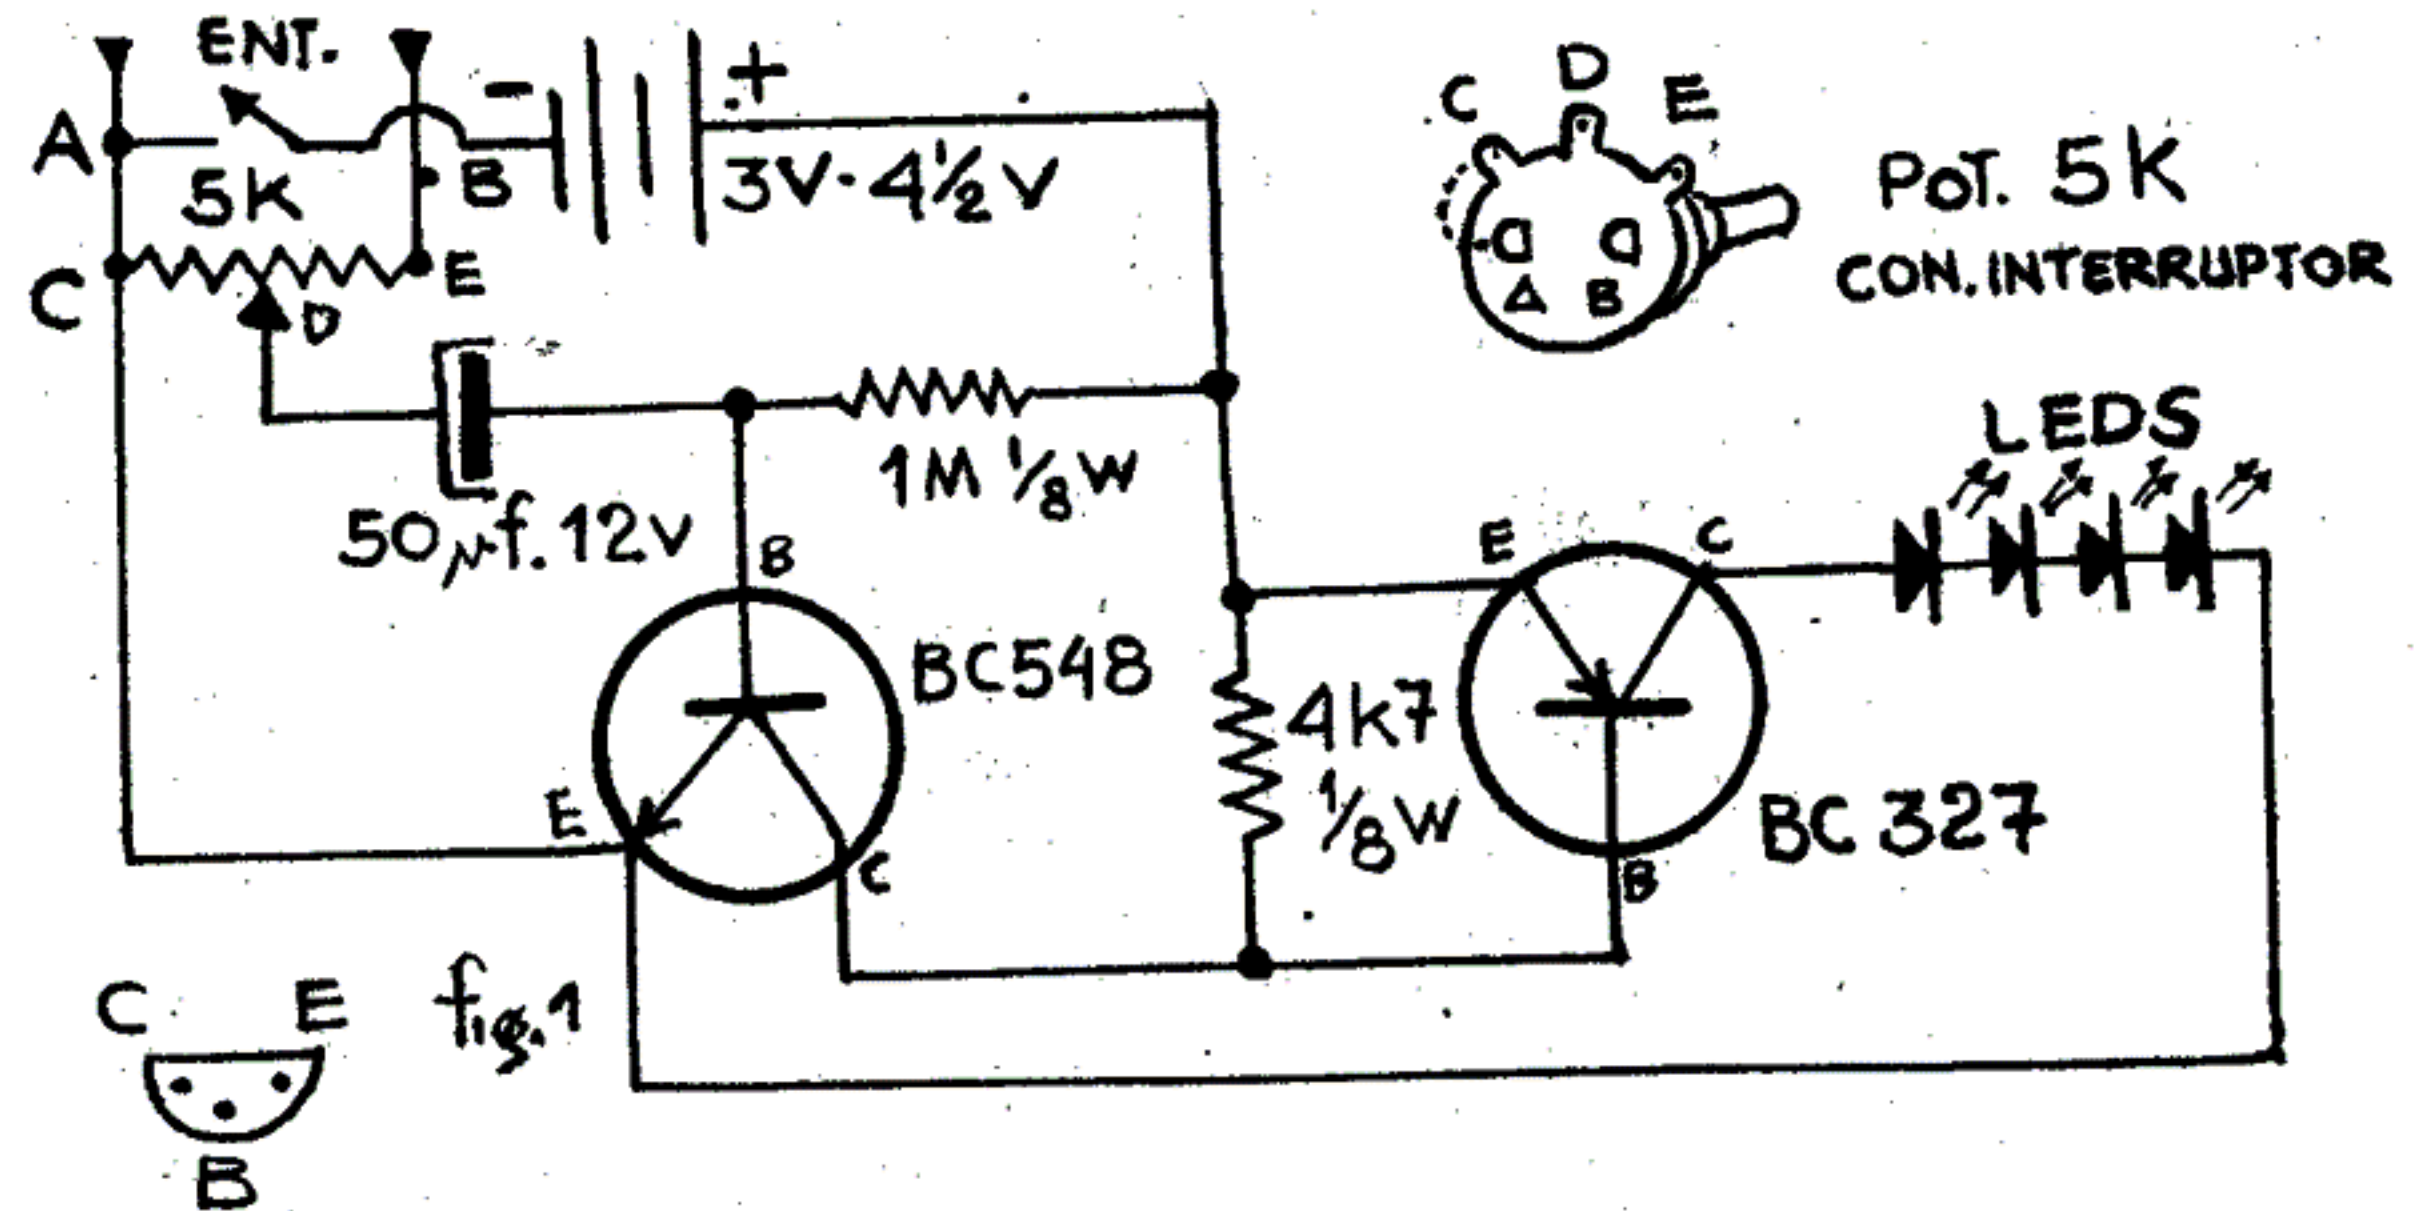 ENT.
A
- +
5K
B
3V-4½V
C
E
D
50µf. 12V
1M ⅛W
B
BC548
E
C
C D E
A B
POT. 5K
CON. INTERRUPTOR
LEDS
E
C
4K7
⅛W
BC 327
B
C E
B
fig.1